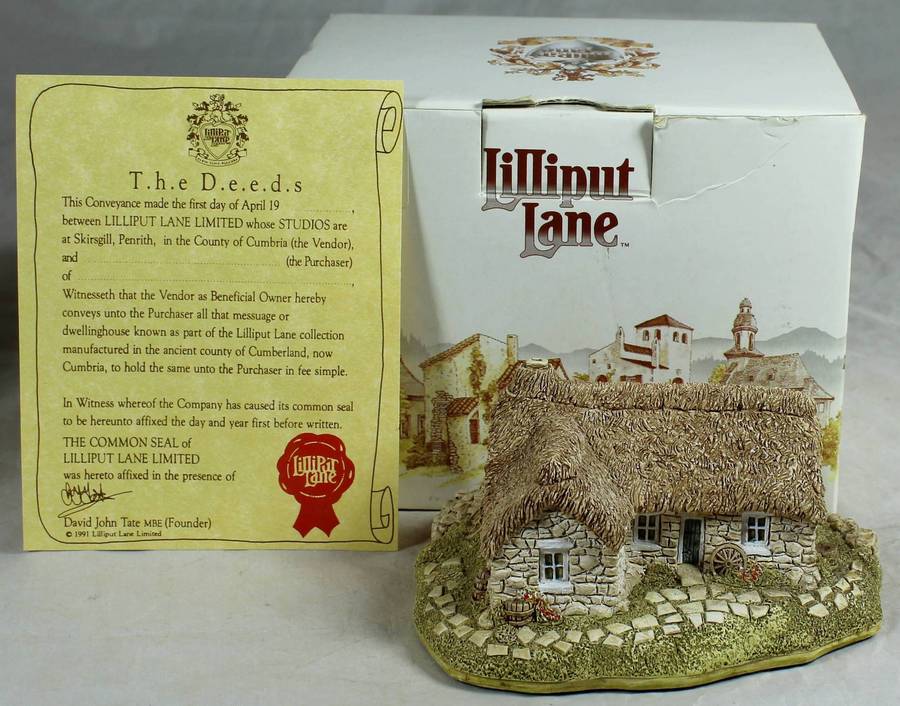 Lilliput
Lane
T.h.e D.e.e.d.s
This Conveyance made the first day of April 19 ..............,
between LILLIPUT LANE LIMITED whose STUDIOS are
at Skirsgill, Penrith, in the County of Cumbria (the Vendor),
and .............................. (the Purchaser)
of ..............................,
Witnesseth that the Vendor as Beneficial Owner hereby
conveys unto the Purchaser all that messuage or
dwellinghouse known as part of the Lilliput Lane collection
manufactured in the ancient county of Cumberland, now
Cumbria, to hold the same unto the Purchaser in fee simple.
In Witness whereof the Company has caused its common seal
to be hereunto affixed the day and year first before written.
THE COMMON SEAL of
LILLIPUT LANE LIMITED
was hereto affixed in the presence of
David John Tate MBE (Founder)
© 1991 Lilliput Lane Limited
Lilliput
Lane
Lilliput
Lane™